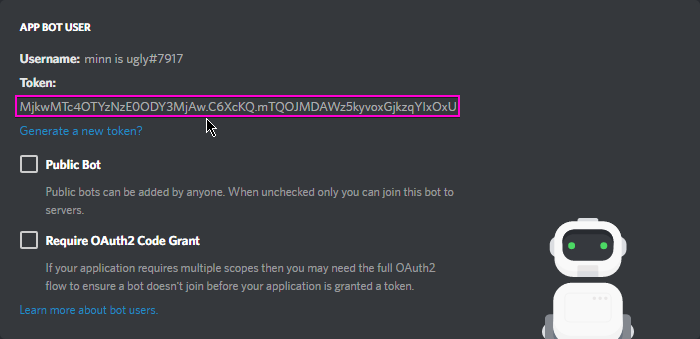 APP BOT USER
Username: minn is ugly#7917
Token:
MjkwMTc4OTYzNzE0ODY3MjAw.C6XcKQ.mTQOJMDAWz5kyvoxGjkzqYIxOxU
Generate a new token?
Public Bot
Public bots can be added by anyone. When unchecked only you can join this bot to
servers.
Require OAuth2 Code Grant
If your application requires multiple scopes then you may need the full OAuth2
flow to ensure a bot doesn't join before your application is granted a token.
Learn more about bot users.